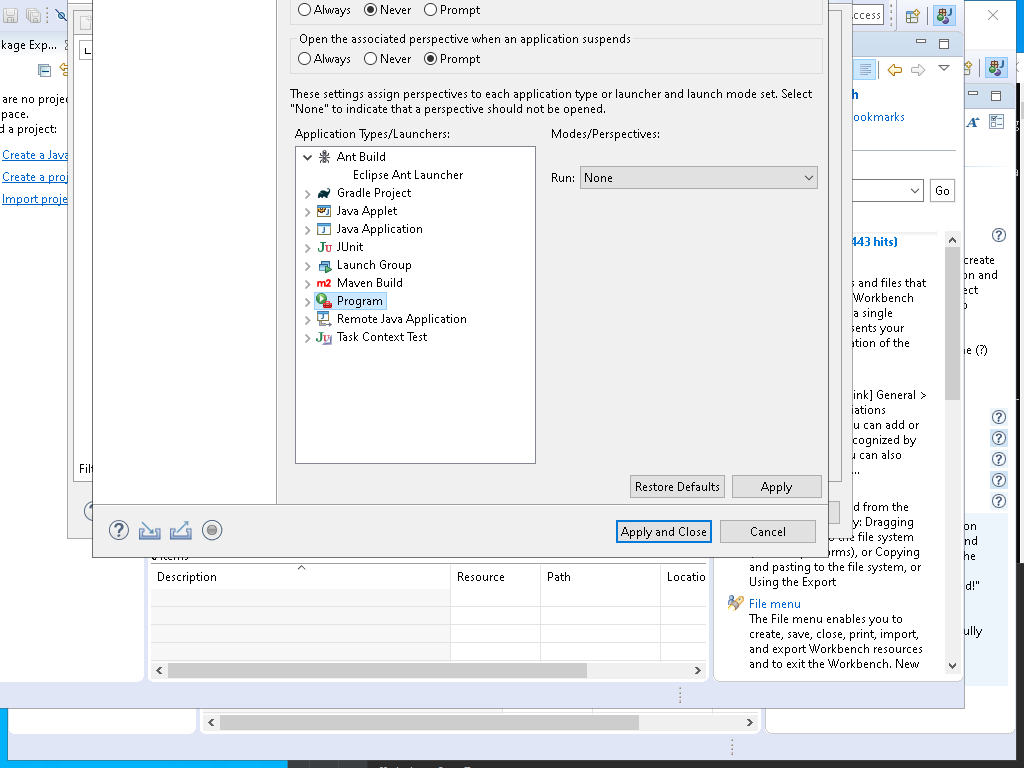 Always Never Prompt
Open the associated perspective when an application suspends
Always Never Prompt
These settings assign perspectives to each application type or launcher and launch mode set. Select
"None" to indicate that a perspective should not be opened.
Application Types/Launchers:
Modes/Perspectives:
Ant Build
Eclipse Ant Launcher
Gradle Project
Java Applet
Java Application
JUnit
Launch Group
Maven Build
Program
Remote Java Application
Task Context Test
Run: None
Restore Defaults
Apply
Apply and Close
Cancel
kage Exp...
are no projec
pace.
d a project:
Create a Java
Create a proj
Import proje
Filt
Description
Resource
Path
Locatio
ccess
h
ookmarks
Go
443 hits)
s and files that
Workbench
a single
sents your
ation of the
ink] General >
iations
u can add or
cognized by
u can also
...
d from the
y: Dragging
the file system
orms), or Copying
and pasting to the file system, or
Using the Export
File menu
The File menu enables you to
create, save, close, print, import,
and export Workbench resources
and to exit the Workbench. New
create
on and
ect
e (?)
on
nd
he
d!"
ully